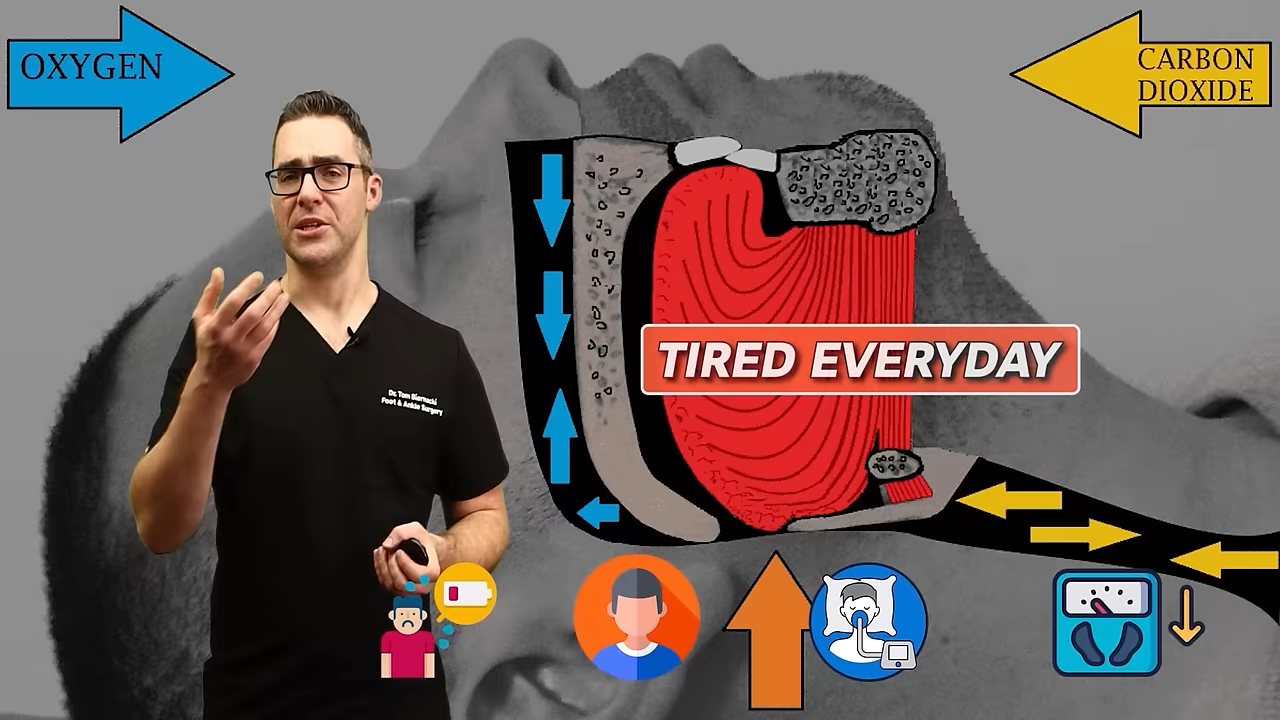 OXYGEN
CARBON
DIOXIDE
TIRED EVERYDAY
Dr. Tom Biernacki
Foot & Ankle Surgery